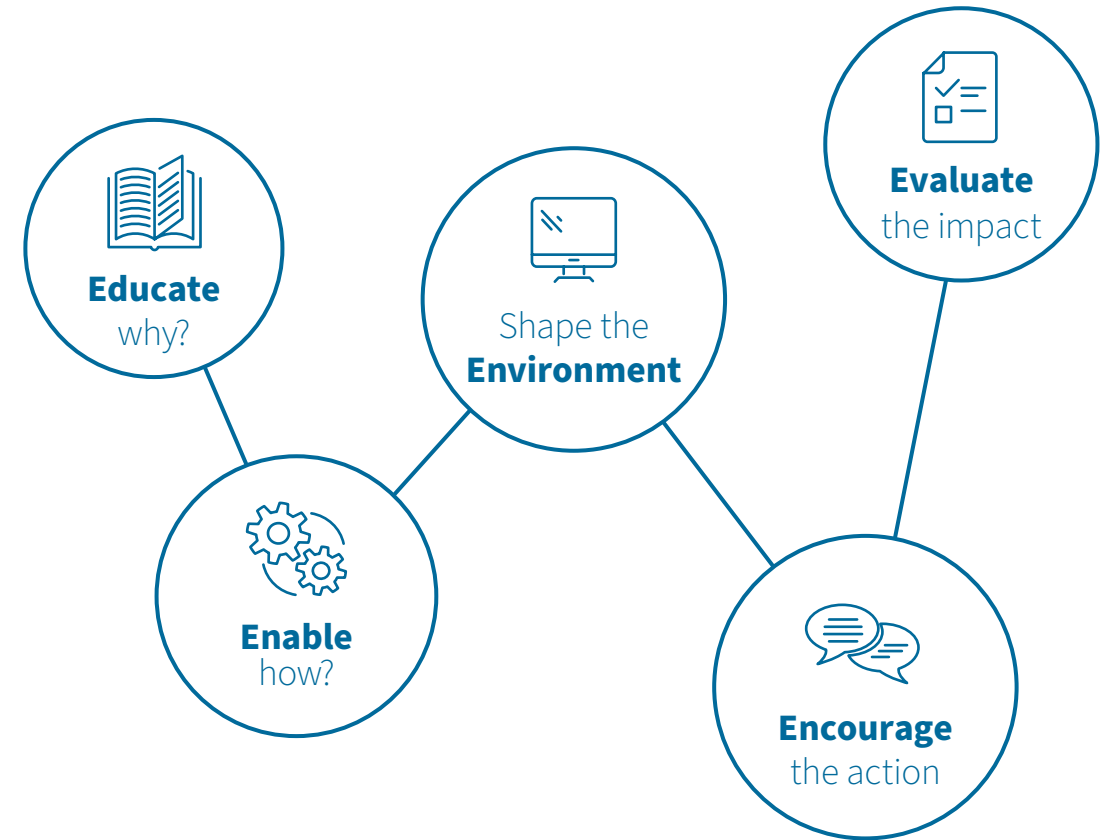 Educate
why?
Enable
how?
Shape the
Environment
Encourage
the action
Evaluate
the impact